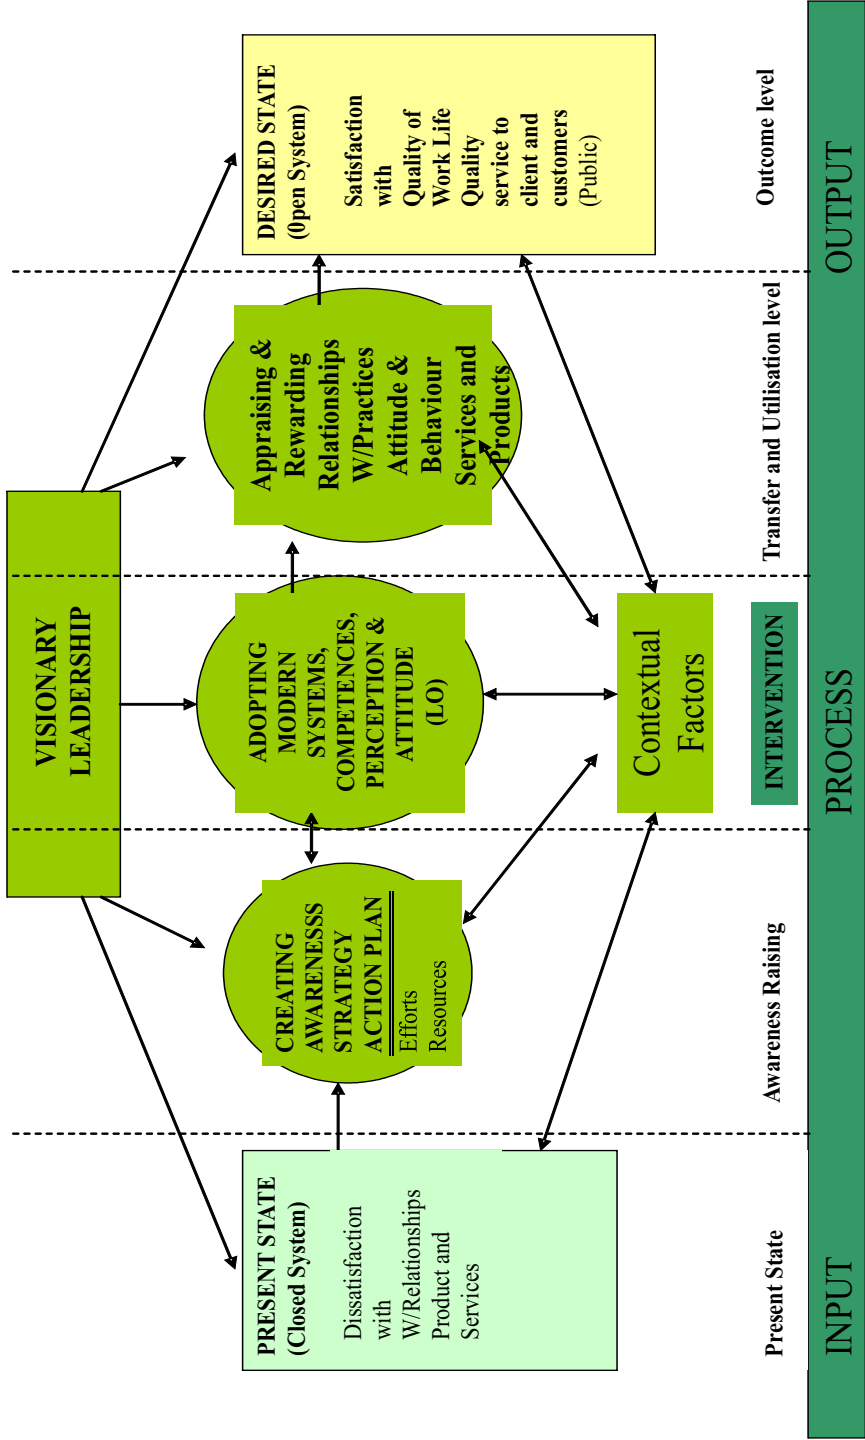 VISIONARY
LEADERSHIP
PRESENT STATE
(Closed System)
Dissatisfaction
with
W/Relationships
Product and
Services
CREATING
AWARENESSS
STRATEGY
ACTION PLAN
Efforts
Resources
ADOPTING
MODERN
SYSTEMS,
COMPETENCES,
PERCEPTION &
ATTITUDE
(LO)
Appraising &
Rewarding
Relationships
W/Practices
Attitude &
Behaviour
Services and
Products
DESIRED STATE
(0pen System)
Satisfaction
with
Quality of
Work Life
Quality
service to
client and
customers
(Public)
Contextual
Factors
Present State
Awareness Raising
INTERVENTION
Transfer and Utilisation level
Outcome level
INPUT
PROCESS
OUTPUT